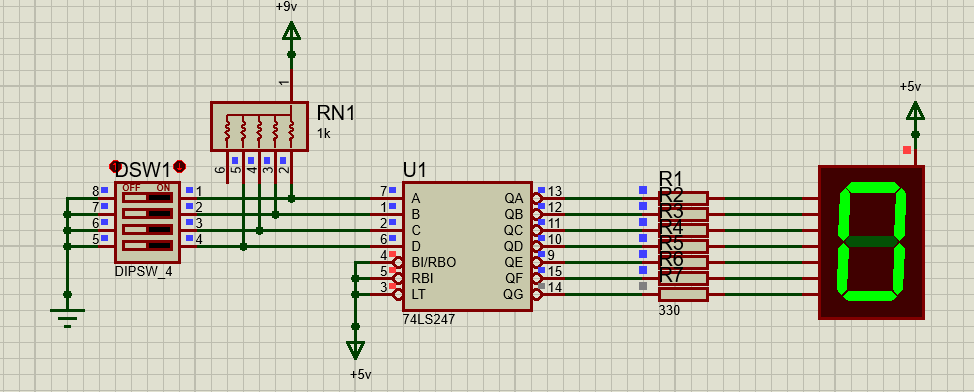 +9v
+5v
1
RN1
1k
6 5 4 3 2
DSW1
OFF ON
8 1
7 2
6 3
5 4
DIPSW_4
U1
7 A QA 13
1 B QB 12
2 C QC 11
6 D QD 10
4 BI/RBO QE 9
5 RBI QF 15
3 LT QG 14
74LS247
+5v
R1
R2
R3
R4
R5
R6
R7
330